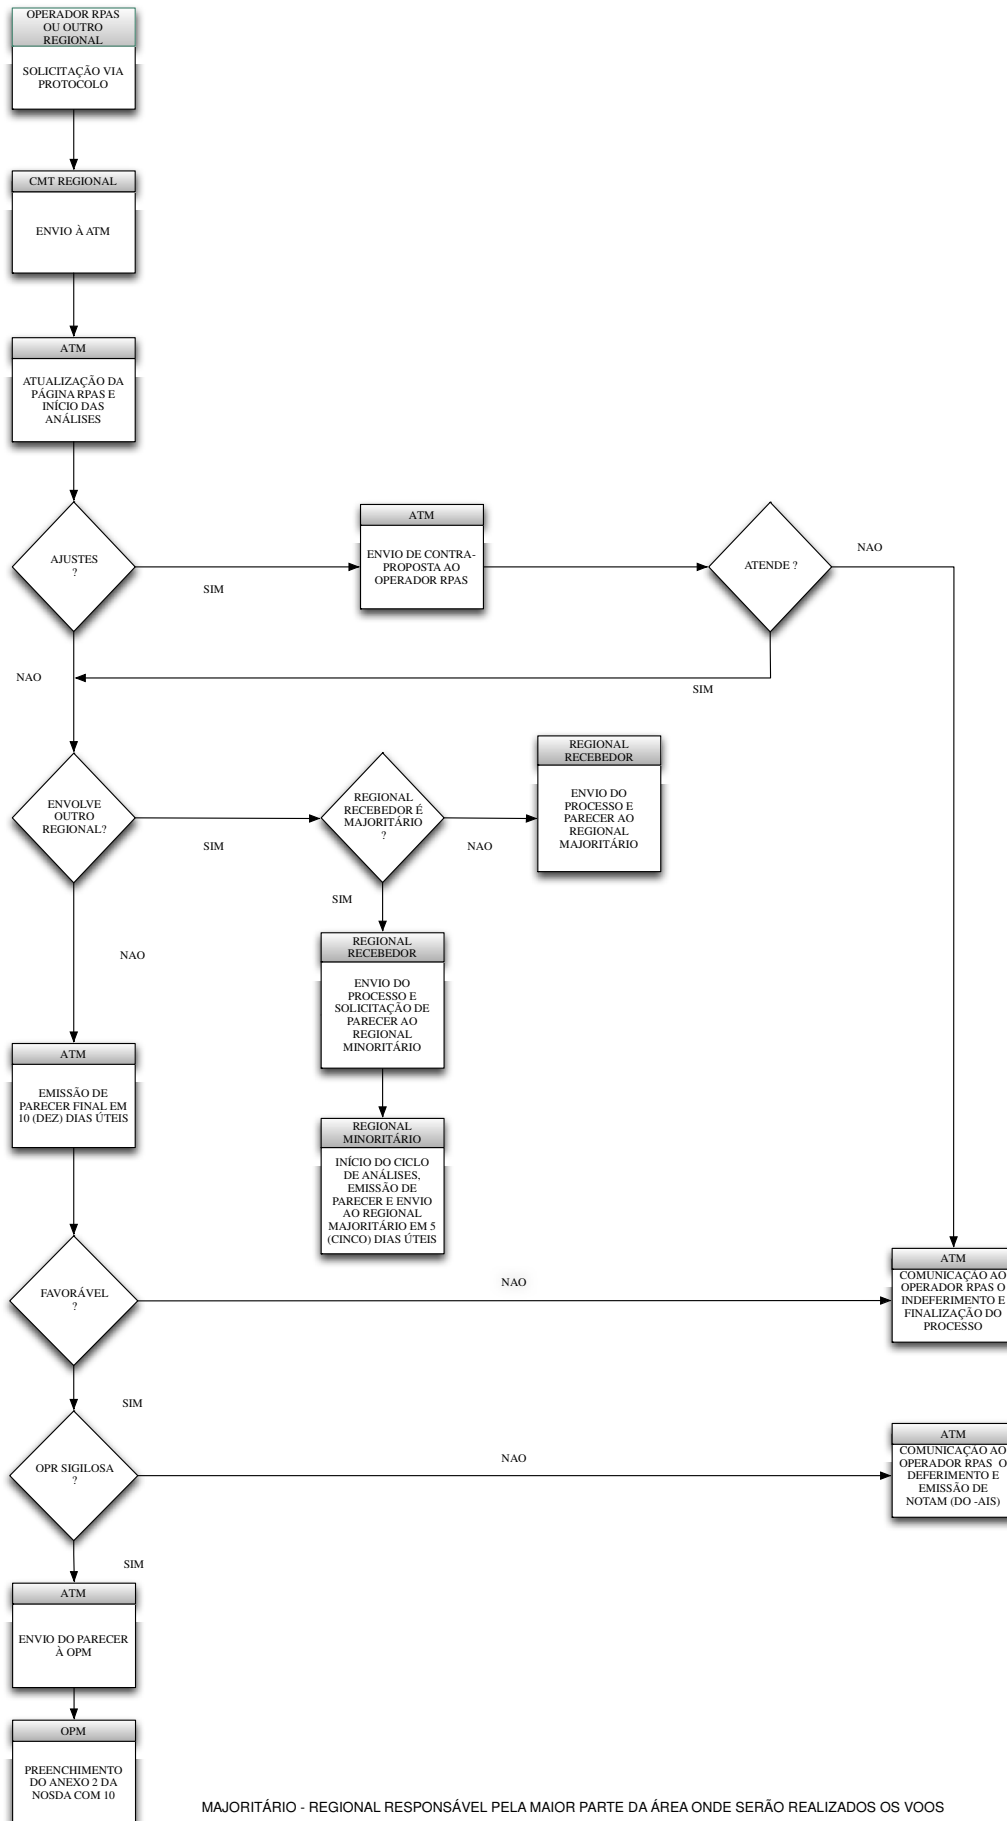 OPERADOR RPAS
OU OUTRO
REGIONAL
SOLICITAÇÃO VIA
PROTOCOLO
CMT REGIONAL
ENVIO À ATM
ATM
ATUALIZAÇÃO DA
PÁGINA RPAS E
INÍCIO DAS
ANÁLISES
AJUSTES
?
SIM
ATM
ENVIO DE CONTRA-
PROPOSTA AO
OPERADOR RPAS
ATENDE ?
NAO
NAO
SIM
ENVOLVE
OUTRO
REGIONAL?
SIM
REGIONAL
RECEBEDOR É
MAJORITÁRIO
?
NAO
REGIONAL
RECEBEDOR
ENVIO DO
PROCESSO E
PARECER AO
REGIONAL
MAJORITÁRIO
SIM
NAO
REGIONAL
RECEBEDOR
ENVIO DO
PROCESSO E
SOLICITAÇÃO DE
PARECER AO
REGIONAL
MINORITÁRIO
ATM
EMISSÃO DE
PARECER FINAL EM
10 (DEZ) DIAS ÚTEIS
REGIONAL
MINORITÁRIO
INÍCIO DO CICLO
DE ANÁLISES,
EMISSÃO DE
PARECER E ENVIO
AO REGIONAL
MAJORITÁRIO EM 5
(CINCO) DIAS ÚTEIS
FAVORÁVEL
?
NAO
ATM
COMUNICAÇÃO AO
OPERADOR RPAS O
INDEFERIMENTO E
FINALIZAÇÃO DO
PROCESSO
SIM
OPR SIGILOSA
?
NAO
ATM
COMUNICAÇÃO AO
OPERADOR RPAS O
DEFERIMENTO E
EMISSÃO DE
NOTAM (DO -AIS)
SIM
ATM
ENVIO DO PARECER
À OPM
OPM
PREENCHIMENTO
DO ANEXO 2 DA
NOSDA COM 10
MAJORITÁRIO - REGIONAL RESPONSÁVEL PELA MAIOR PARTE DA ÁREA ONDE SERÃO REALIZADOS OS VOOS